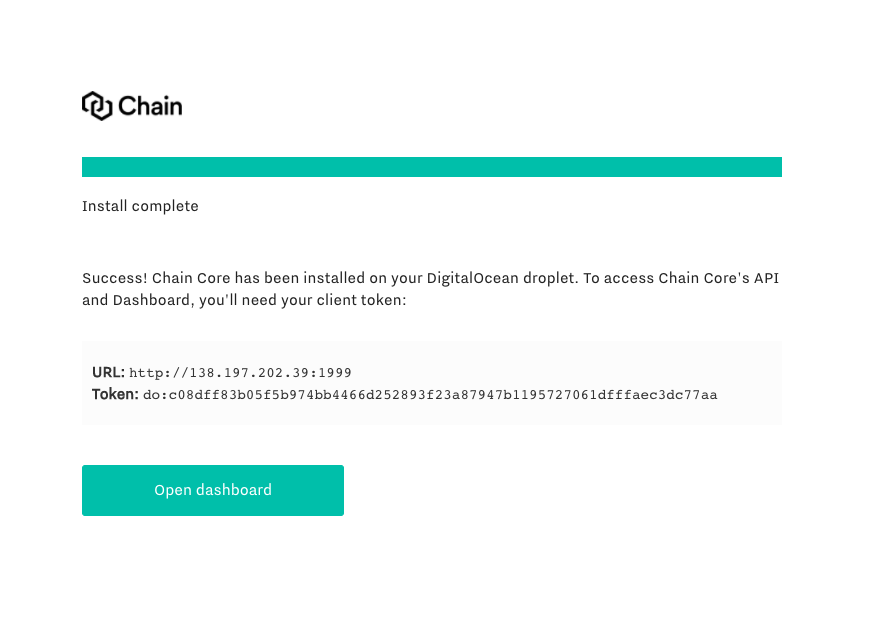 Chain
Install complete
Success! Chain Core has been installed on your DigitalOcean droplet. To access Chain Core's API
and Dashboard, you'll need your client token:
URL: http://138.197.202.39:1999
Token: do:c08dff83b05f5b974bb4466d252893f23a87947b1195727061dfffaec3dc77aa
Open dashboard